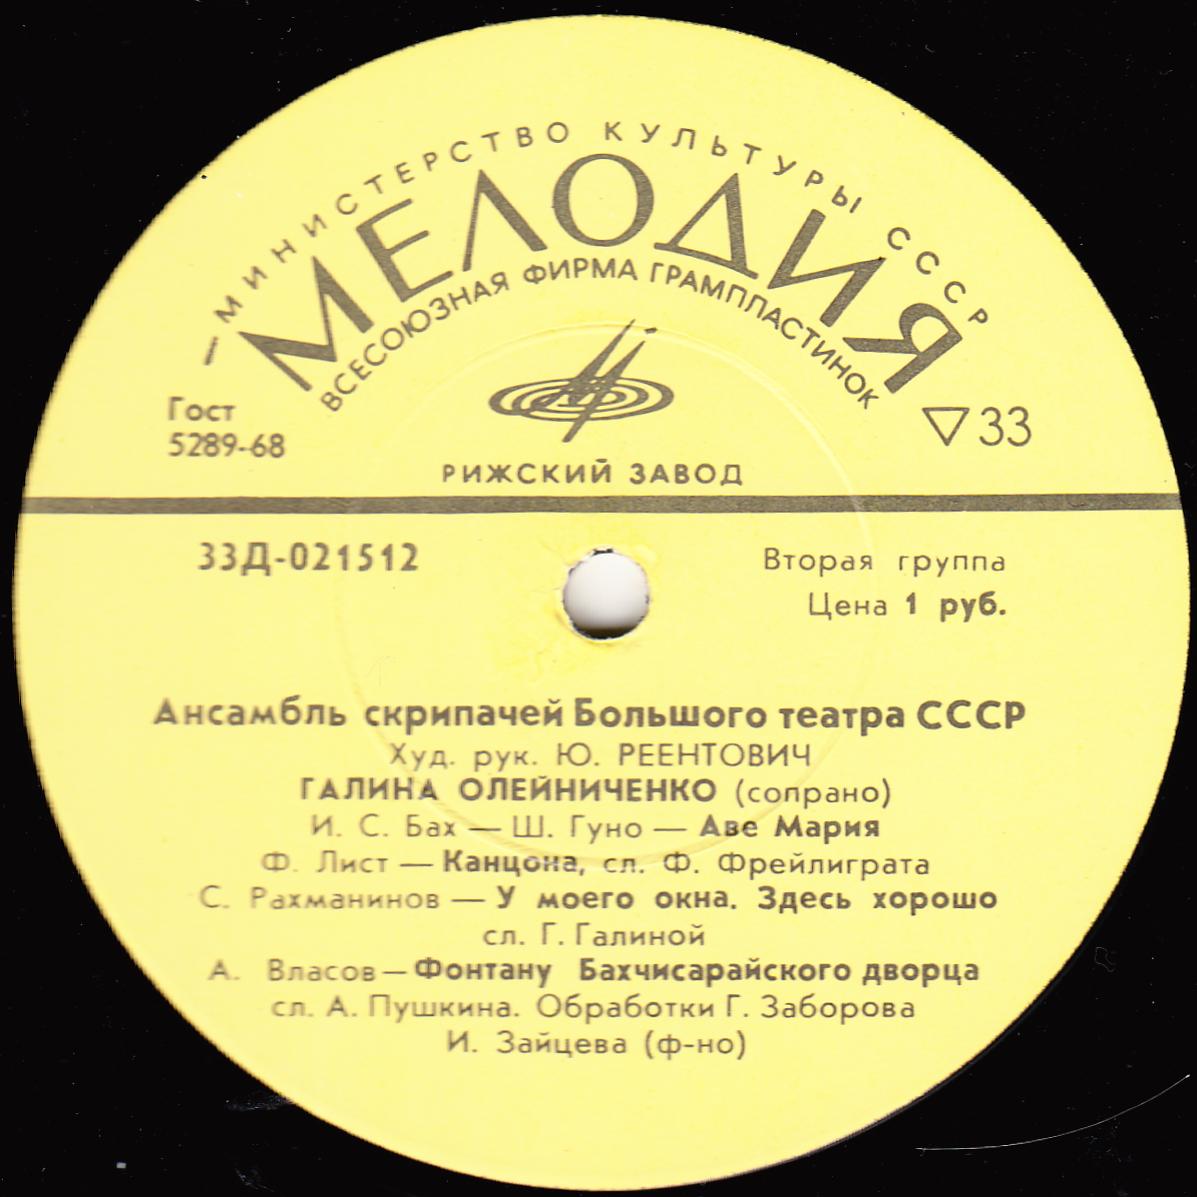 МИНИСТЕРСТВО КУЛЬТУРЫ СССР
МЕЛОДИЯ
ВСЕСОЮЗНАЯ ФИРМА ГРАМПЛАСТИНОК
Гост
5289-68
33
РИЖСКИЙ ЗАВОД
33Д-021512
Вторая группа
Цена 1 руб.
Ансамбль скрипачей Большого театра СССР
Худ. рук. Ю. РЕЕНТОВИЧ
ГАЛИНА ОЛЕЙНИЧЕНКО (сопрано)
И. С. Бах — Ш. Гуно — Аве Мария
Ф. Лист — Канцона, сл. Ф. Фрейлиграта
С. Рахманинов — У моего окна. Здесь хорошо
сл. Г. Галиной
А. Власов — Фонтану Бахчисарайского дворца
сл. А. Пушкина. Обработки Г. Заборова
И. Зайцева (ф-но)